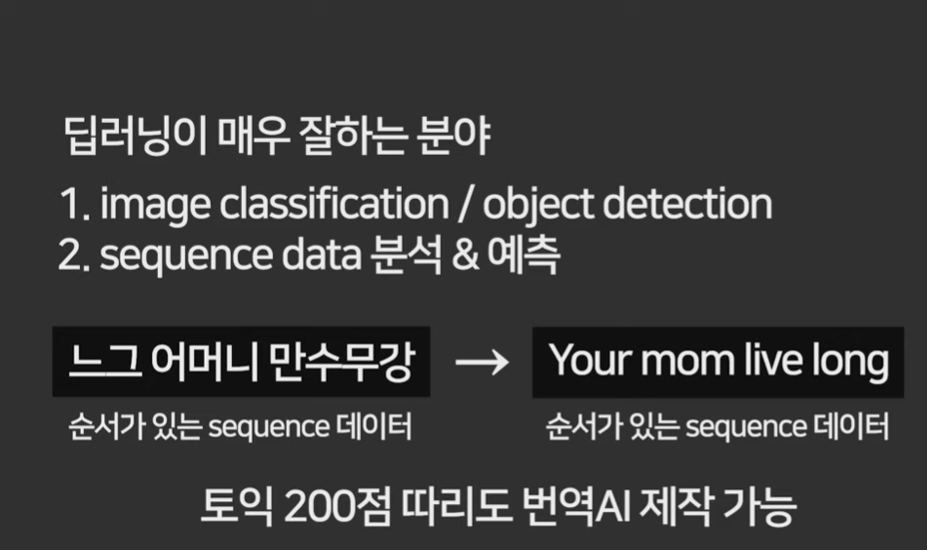 딥러닝이 매우 잘하는 분야
1. image classification / object detection
2. sequence data 분석 & 예측
느그 어머니 만수무강 → Your mom live long
순서가 있는 sequence 데이터 순서가 있는 sequence 데이터
토익 200점 따리도 번역AI 제작 가능